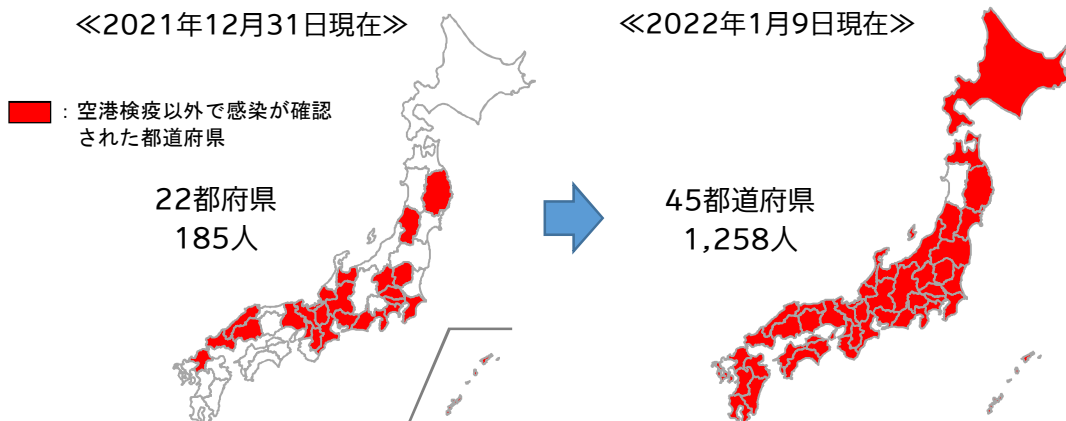 ≪2021年12月31日現在≫
≪2022年1月9日現在≫
：空港検疫以外で感染が確認
された都道府県
22都府県
185人
45都道府県
1,258人